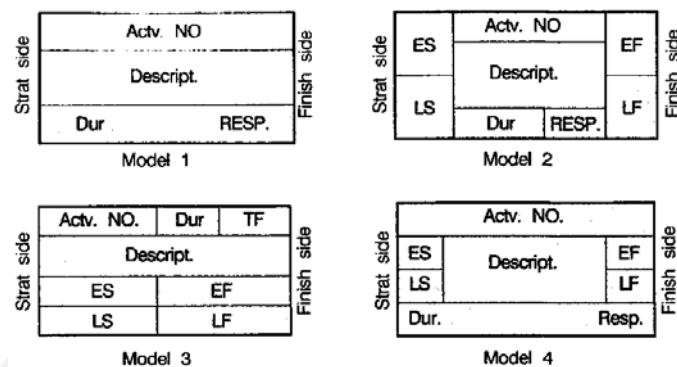 Strat side
Actv. NO
Descript.
Dur RESP.
Finish side
Model 1
Strat side
ES
LS
Actv. NO
Descript.
Dur RESP.
EF
LF
Finish side
Model 2
Strat side
Actv. NO. Dur TF
Descript.
ES EF
LS LF
Finish side
Model 3
Strat side
Actv. NO.
ES Descript. EF
LS LF
Dur. Resp.
Finish side
Model 4